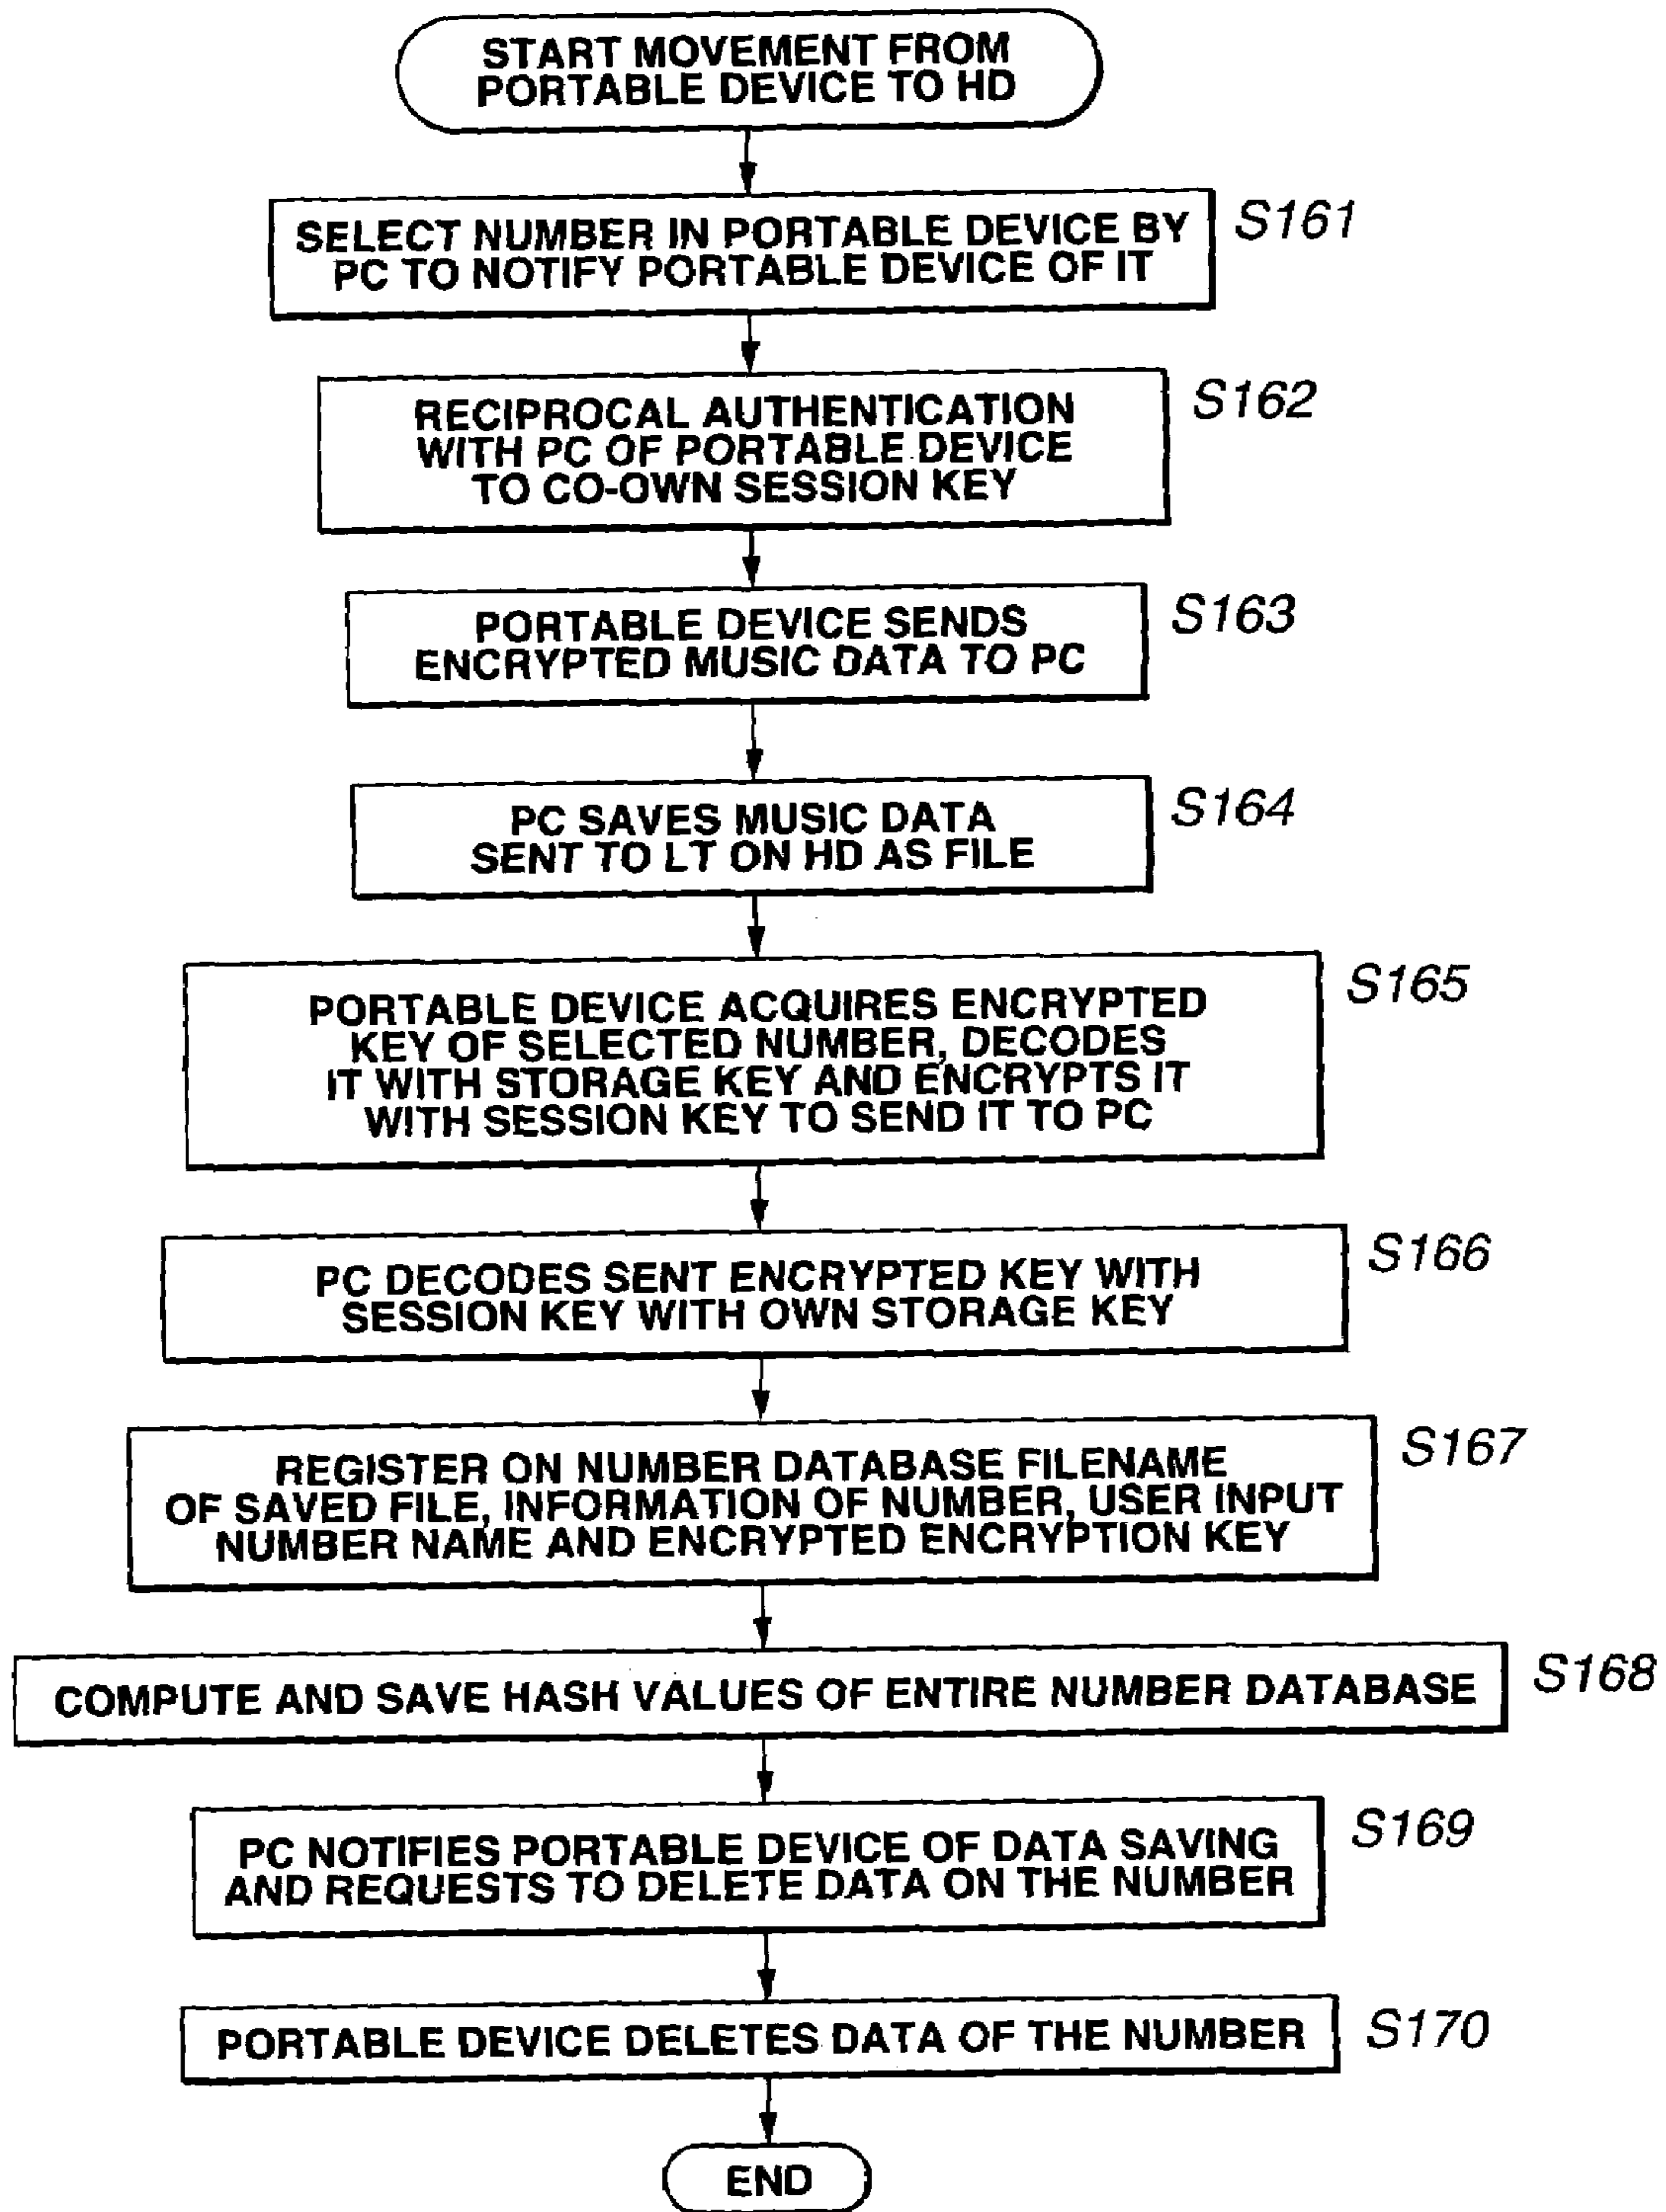 START MOVEMENT FROM
PORTABLE DEVICE TO HD
SELECT NUMBER IN PORTABLE DEVICE BY
PC TO NOTIFY PORTABLE DEVICE OF IT
S161
RECIPROCAL AUTHENTICATION
WITH PC OF PORTABLE DEVICE
TO CO-OWN SESSION KEY
S162
PORTABLE DEVICE SENDS
ENCRYPTED MUSIC DATA TO PC
S163
PC SAVES MUSIC DATA
SENT TO LT ON HD AS FILE
S164
PORTABLE DEVICE ACQUIRES ENCRYPTED
KEY OF SELECTED NUMBER, DECODES
IT WITH STORAGE KEY AND ENCRYPTS IT
WITH SESSION KEY TO SEND IT TO PC
S165
PC DECODES SENT ENCRYPTED KEY WITH
SESSION KEY WITH OWN STORAGE KEY
S166
REGISTER ON NUMBER DATABASE FILENAME
OF SAVED FILE, INFORMATION OF NUMBER, USER INPUT
NUMBER NAME AND ENCRYPTED ENCRYPTION KEY
S167
COMPUTE AND SAVE HASH VALUES OF ENTIRE NUMBER DATABASE
S168
PC NOTIFIES PORTABLE DEVICE OF DATA SAVING
AND REQUESTS TO DELETE DATA ON THE NUMBER
S169
PORTABLE DEVICE DELETES DATA OF THE NUMBER
S170
END